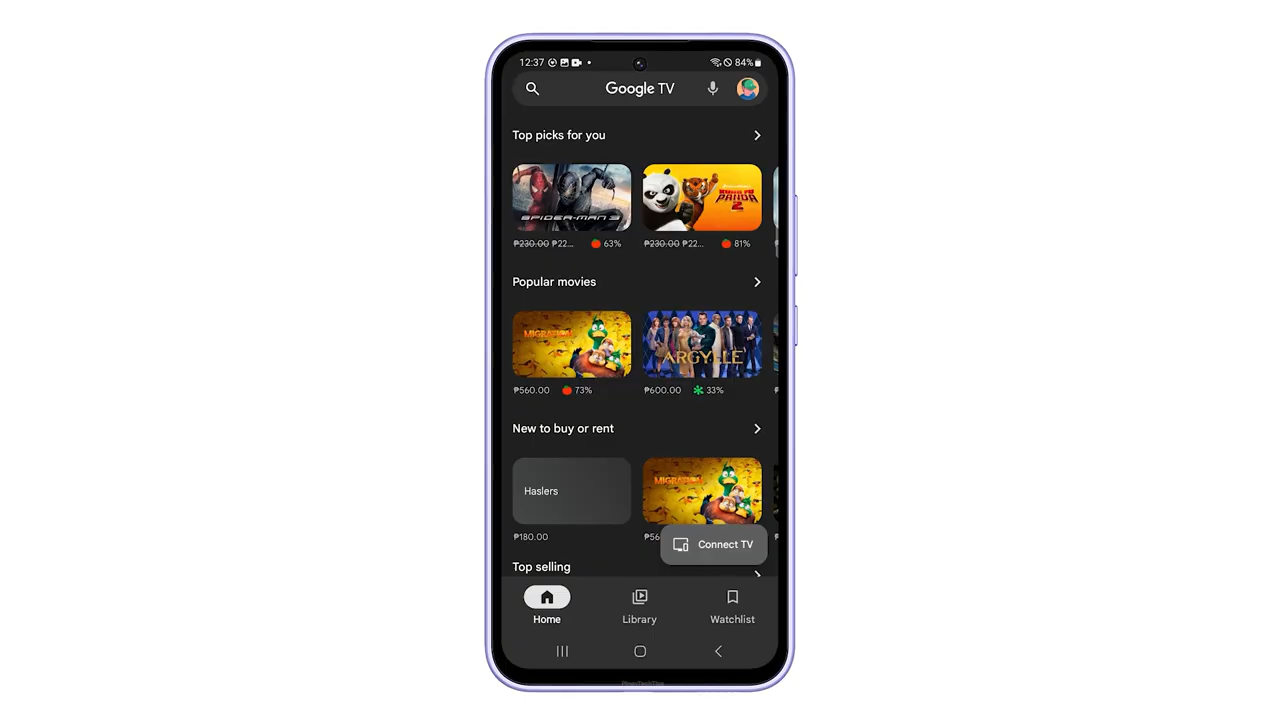 12:37 84%
Google TV
Top picks for you
SPIDER-MAN 3
KUNG FU PANDA 2
₱230.00 ₱22... 63%
₱230.00 ₱22... 81%
Popular movies
MIGRATION
ARGYLLE
₱560.00 73%
₱600.00 33%
New to buy or rent
Haslers
MIGRATION
₱180.00
₱56
Connect TV
Top selling
Home
Library
Watchlist